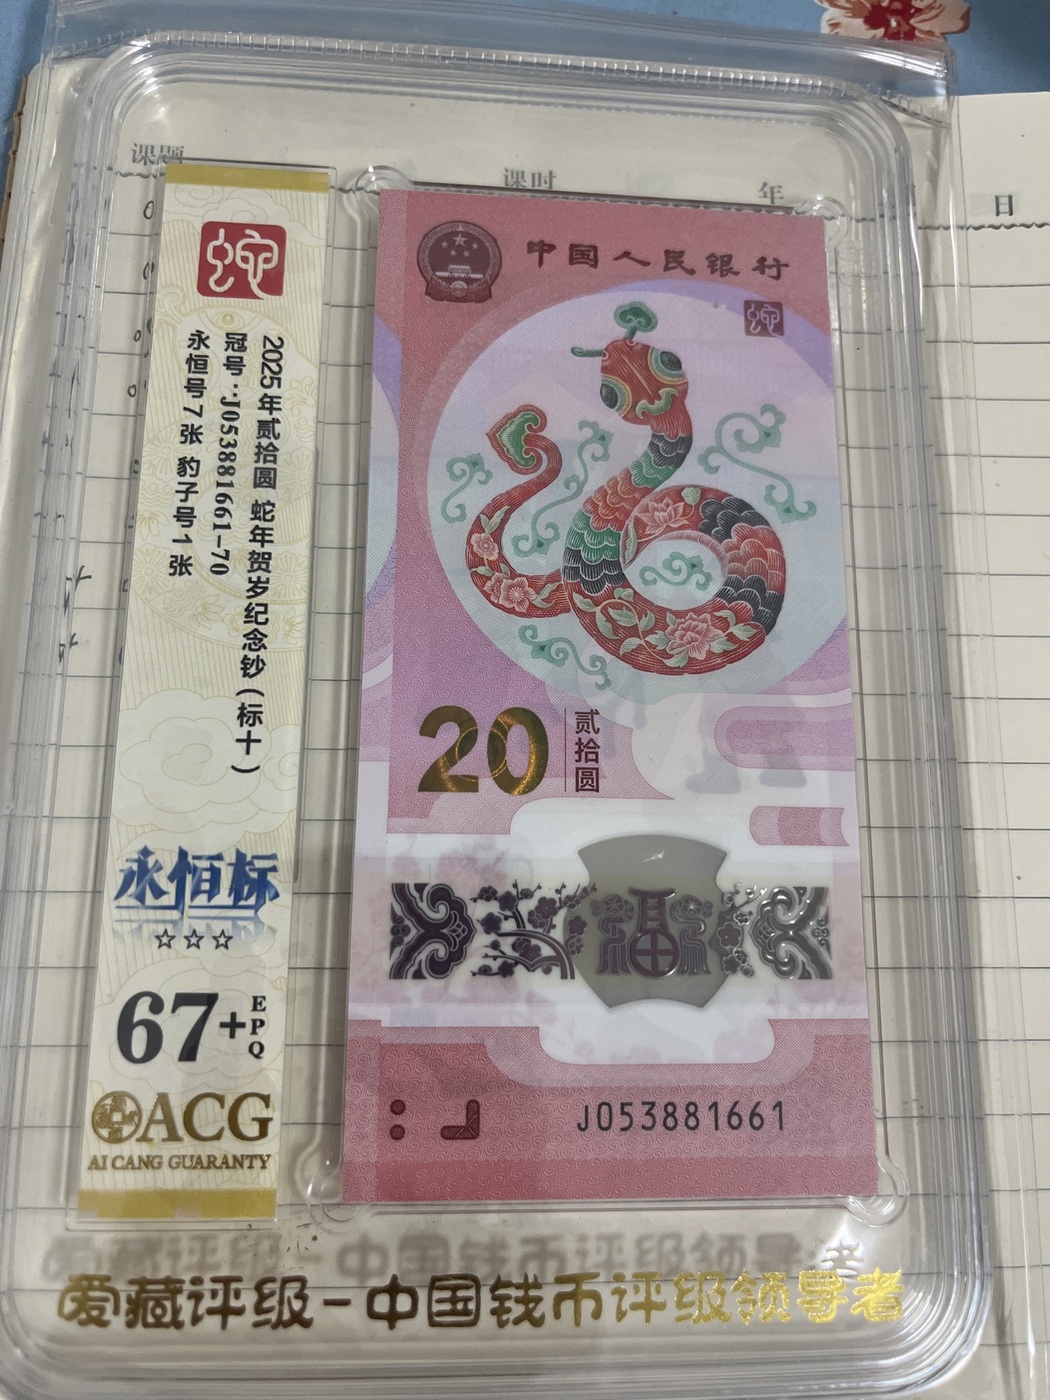 课题
课时
年
日
蛇
2025年贰拾圆 蛇年贺岁纪念钞(标十)
冠号:J053881661-70
永恒号7张 豹子号1张
永恒标
☆☆☆
67+EPQ
ACG
AI CANG GUARANTY
中国人民银行
蛇
20 贰拾圆
福
J053881661
爱藏评级-中国钱币评级领导者